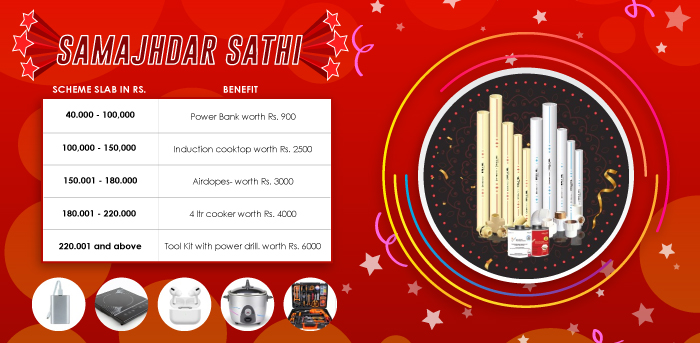 SAMAJHDAR SATHI
SCHEME SLAB IN RS. BENEFIT
40.000 - 100,000 Power Bank worth Rs. 900
100,000 - 150,000 Induction cooktop worth Rs. 2500
150.001 - 180.000 Airdopes- worth Rs. 3000
180.001 - 220.000 4 ltr cooker worth Rs. 4000
220.001 and above Tool Kit with power drill. worth Rs. 6000